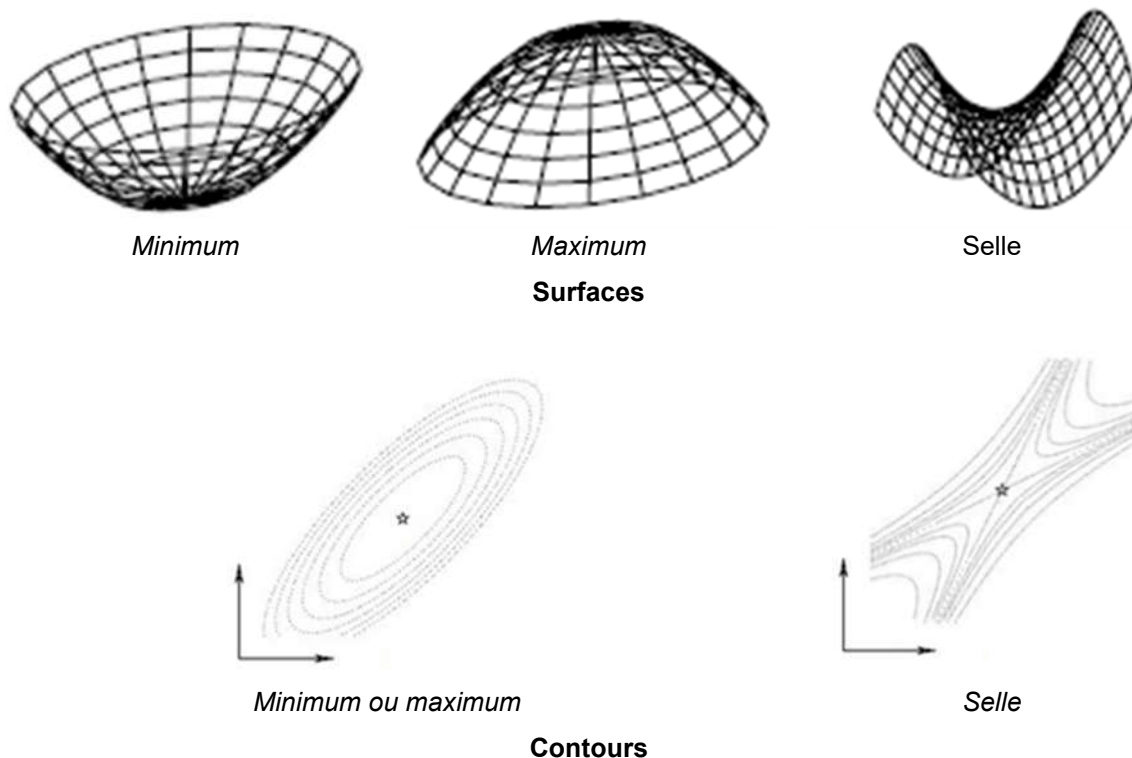 Minimum
Maximum
Selle
Surfaces
Minimum ou maximum
Selle
Contours